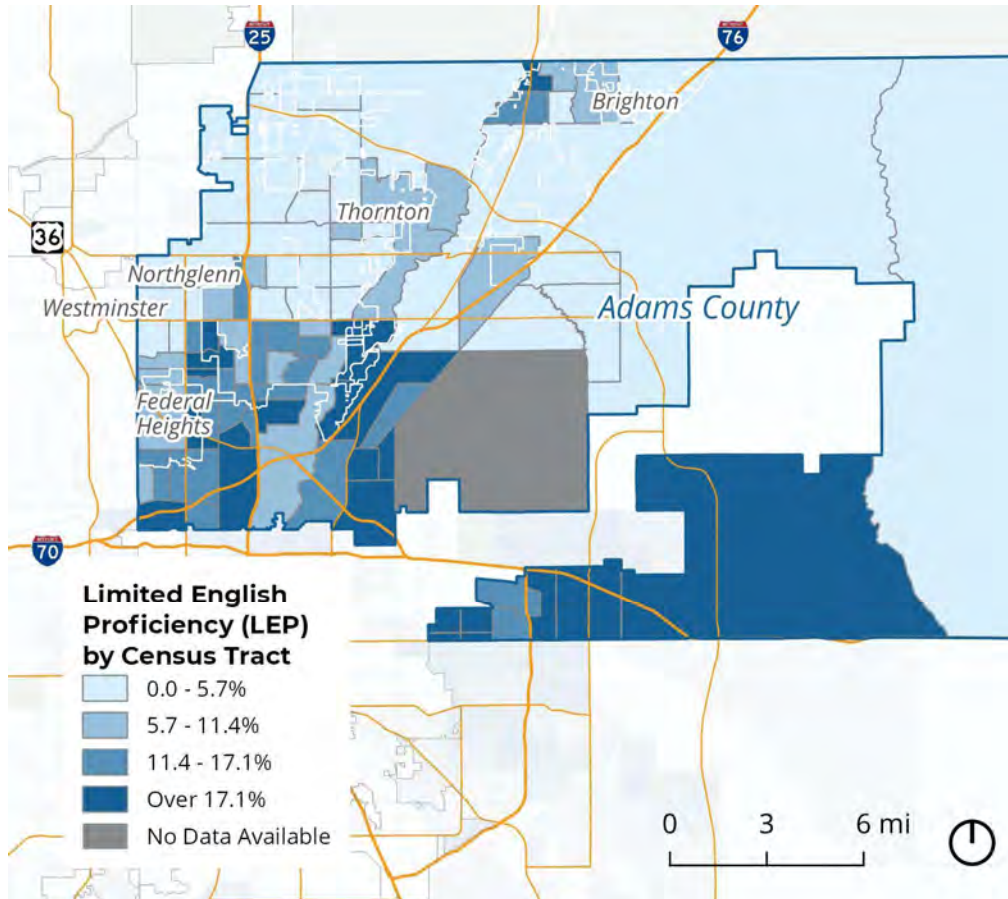 25
76
Brighton
Thornton
36
Northglenn
Westminster
Adams County
Federal
Heights
70
Limited English
Proficiency (LEP)
by Census Tract
0.0 - 5.7%
5.7 - 11.4%
11.4 - 17.1%
Over 17.1%
No Data Available
0 3 6 mi